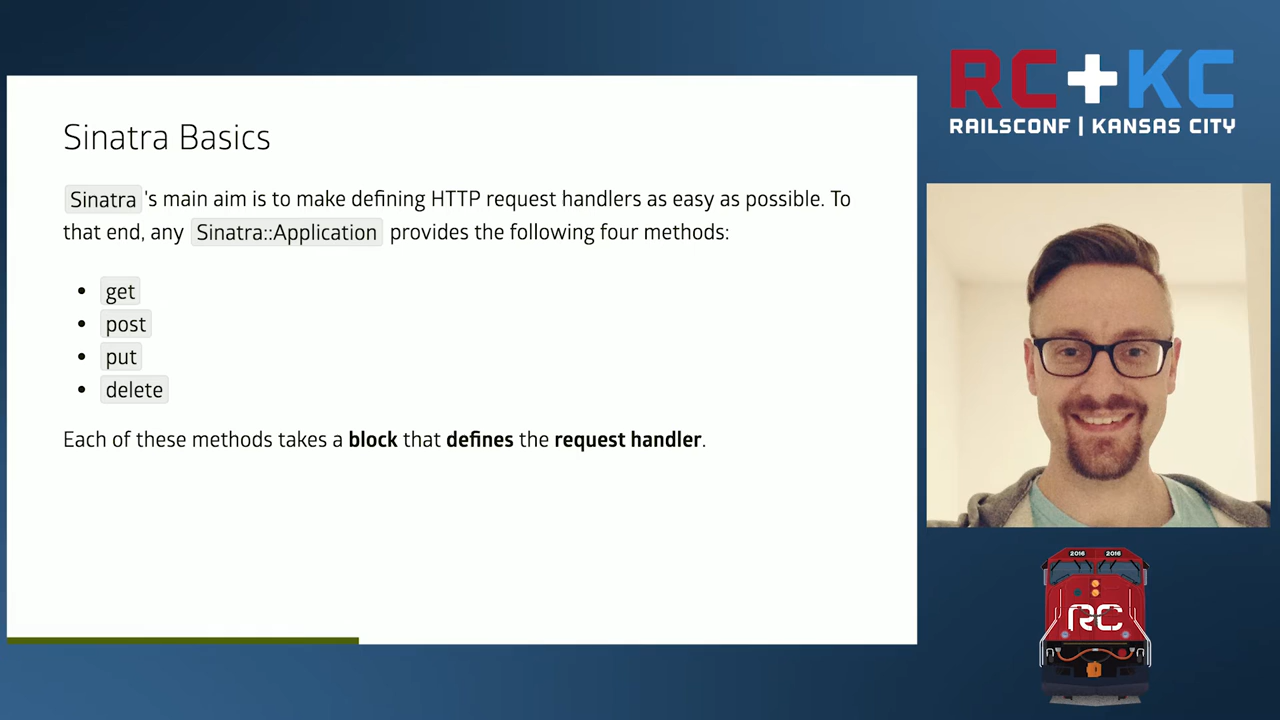 Sinatra Basics
Sinatra's main aim is to make defining HTTP request handlers as easy as possible. To
that end, any Sinatra::Application provides the following four methods:
• get
• post
• put
• delete
Each of these methods takes a block that defines the request handler.
RC+KC
RAILSCONF | KANSAS CITY
2016 2016
RC